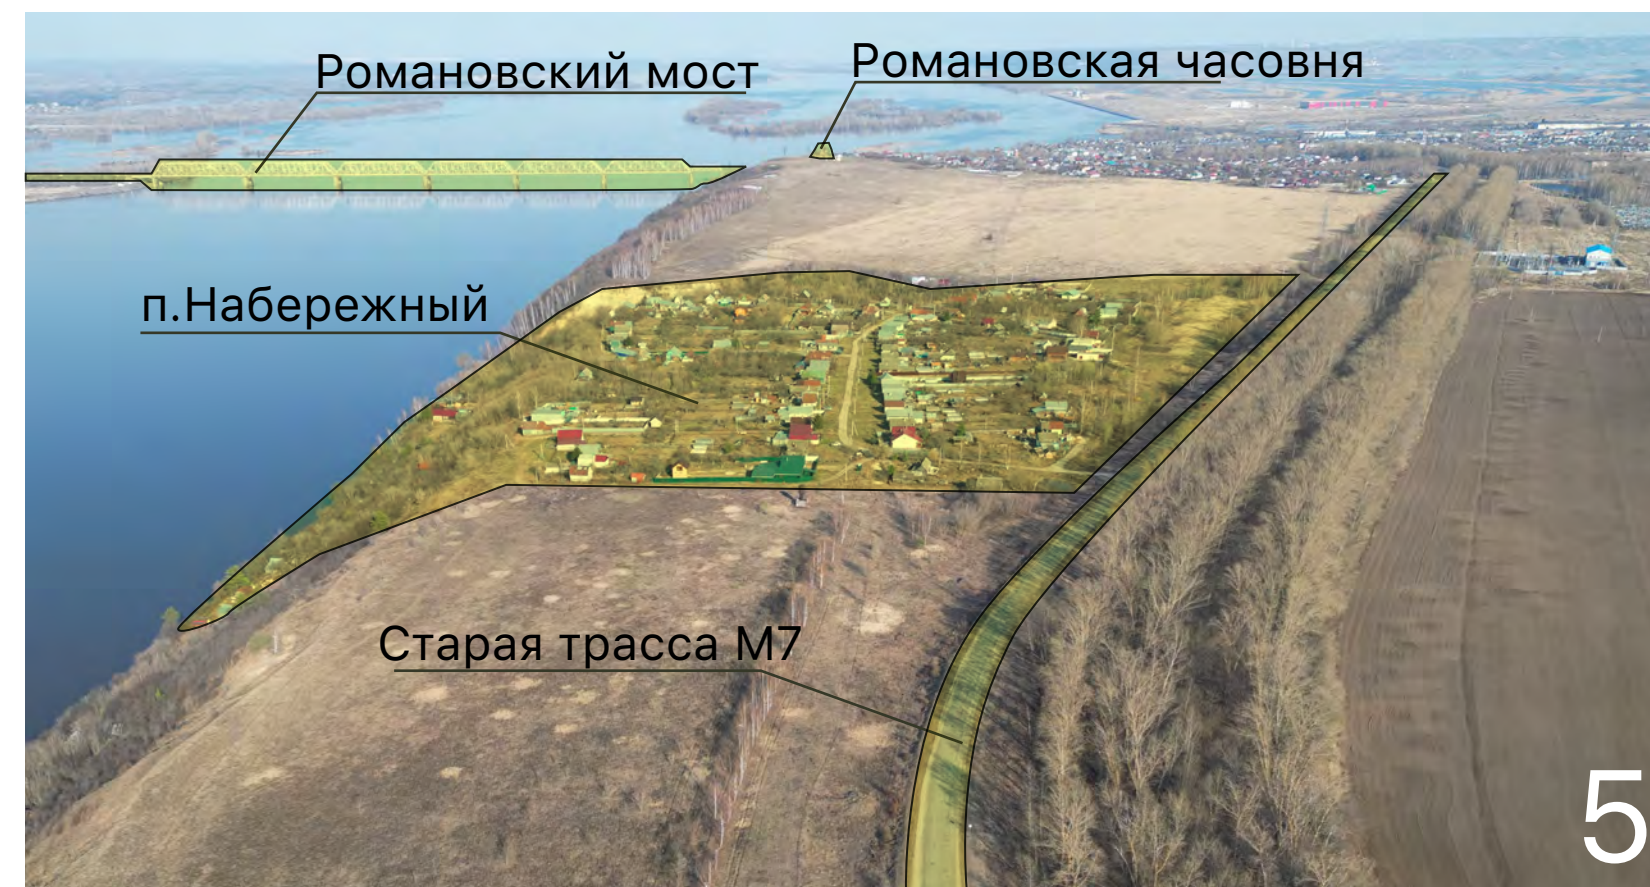 Романовский мост
Романовская часовня
п.Набережный
Старая трасса М7
5